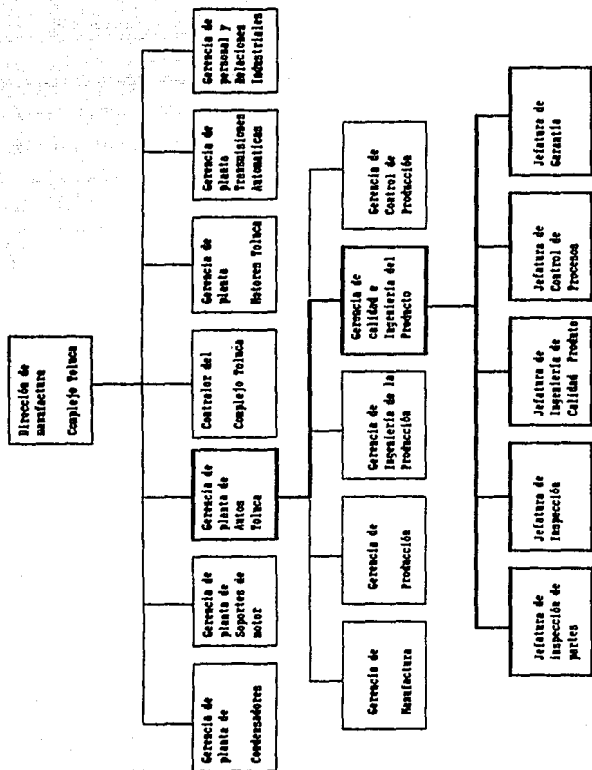 Dirección de
manufactura
Complejo Toluca
Gerencia de
planta de
Condensadores
Gerencia de
planta de
Soportes de
motor
Gerencia de
planta de
Autos
Toluca
Contralor del
Complejo Toluca
Gerencia de
planta
Motores Toluca
Gerencia de
planta
Transmisiones
Automaticas
Gerencia de
personal y
Relaciones
Industriales
Gerencia de
Manufactura
Gerencia de
Producción
Gerencia de
Ingeniería de la
Producción
Gerencia de
calidad e
Ingeniería del
Producto
Gerencia de
Control de
Producción
Jefatura de
inspección de
partes
Jefatura de
Inspección
Jefatura de
Ingeniería de
Calidad Produto
Jefatura de
Control de
Procesos
Jefatura de
Garantía